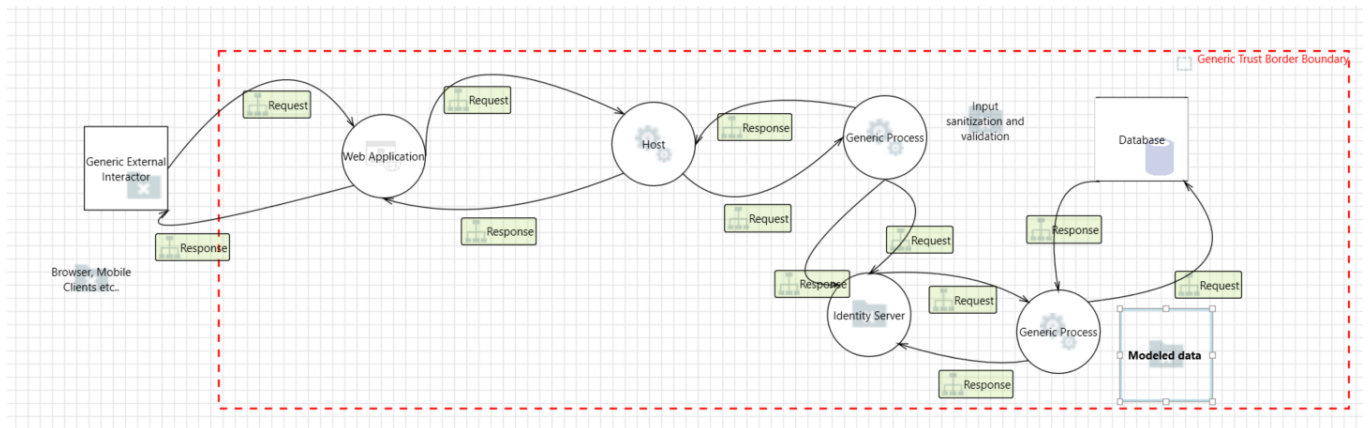 Generic Trust Border Boundary
Request
Request
Input
sanitization and
validation
Response
Generic Process
Database
Host
Web Application
Generic External
Interactor
Request
Response
Response
Response
Request
Browser, Mobile
Clients etc..
Response
Request
Request
Identity Server
Generic Process
Modeled data
Response